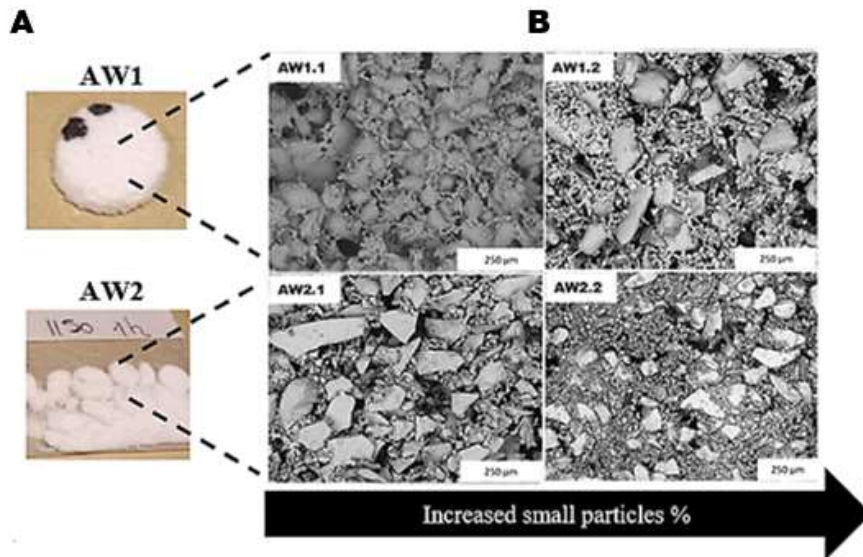 A
B
AW1
AW1.1
AW1.2
250 µm
250 µm
AW2
AW2.1
AW2.2
1150 1h
250 µm
250 µm
Increased small particles %